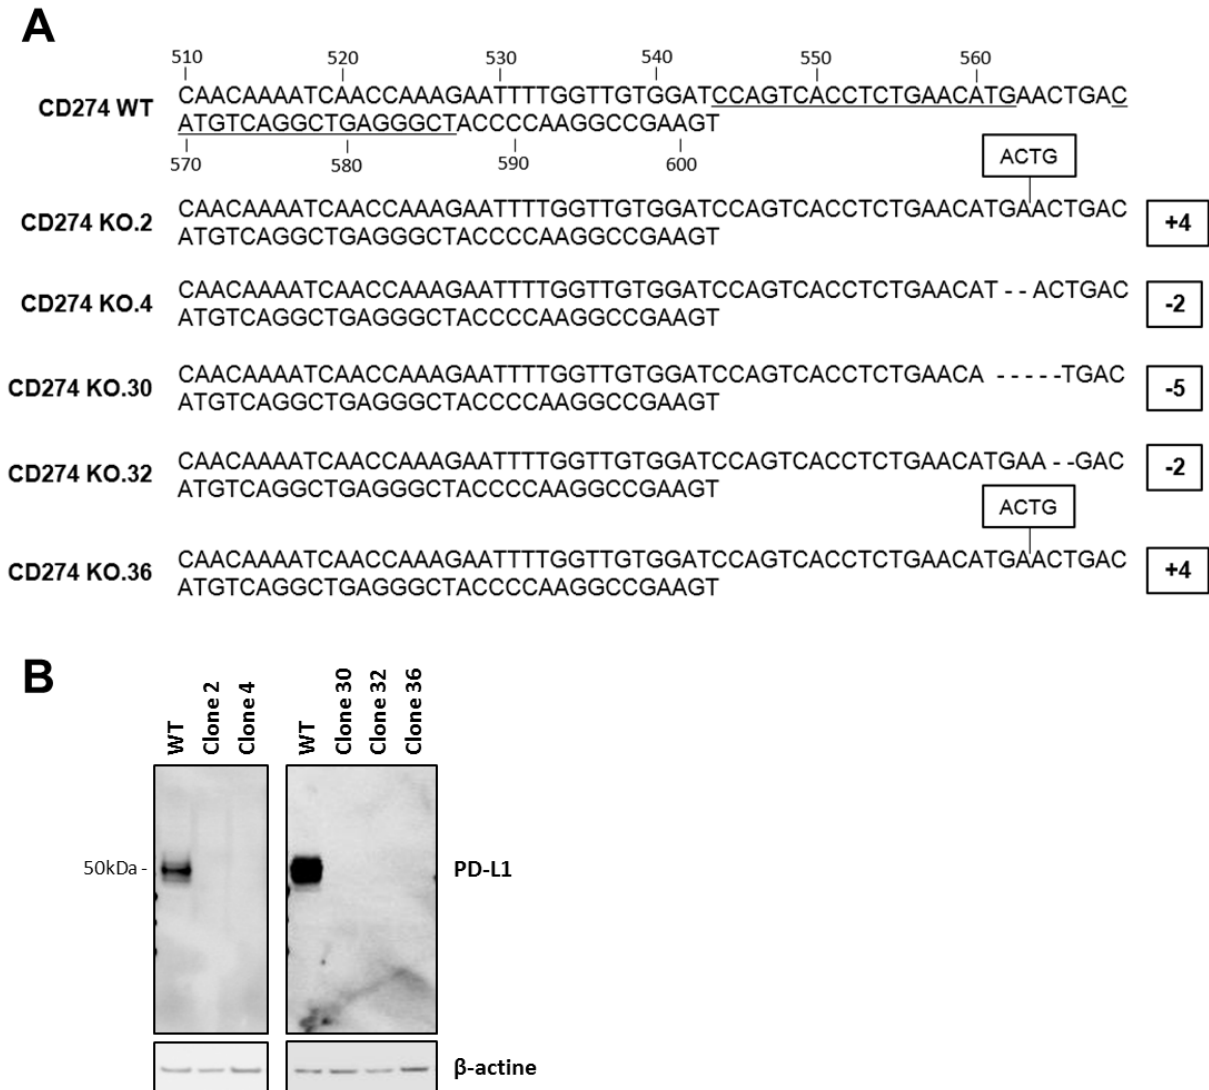 A
510 520 530 540 550 560
CD274 WT CAACAAAATCAACCAAAGAATTTTGGTTGTGGATCCAGTCACCTCTGAACATGAACTGAC
ATGTCAGGCTGAGGGCTACCCCAAGGCCGAAGT
570 580 590 600
ACTG
CD274 KO.2 CAACAAAATCAACCAAAGAATTTTGGTTGTGGATCCAGTCACCTCTGAACATGAACTGAC +4
ATGTCAGGCTGAGGGCTACCCCAAGGCCGAAGT
CD274 KO.4 CAACAAAATCAACCAAAGAATTTTGGTTGTGGATCCAGTCACCTCTGAACAT - - ACTGAC -2
ATGTCAGGCTGAGGGCTACCCCAAGGCCGAAGT
CD274 KO.30 CAACAAAATCAACCAAAGAATTTTGGTTGTGGATCCAGTCACCTCTGAACA - - - - - TGAC -5
ATGTCAGGCTGAGGGCTACCCCAAGGCCGAAGT
CD274 KO.32 CAACAAAATCAACCAAAGAATTTTGGTTGTGGATCCAGTCACCTCTGAACATGAA - - GAC -2
ATGTCAGGCTGAGGGCTACCCCAAGGCCGAAGT
ACTG
CD274 KO.36 CAACAAAATCAACCAAAGAATTTTGGTTGTGGATCCAGTCACCTCTGAACATGAACTGAC +4
ATGTCAGGCTGAGGGCTACCCCAAGGCCGAAGT
B
WT Clone 2 Clone 4 WT Clone 30 Clone 32 Clone 36
50kDa - PD-L1
β-actine